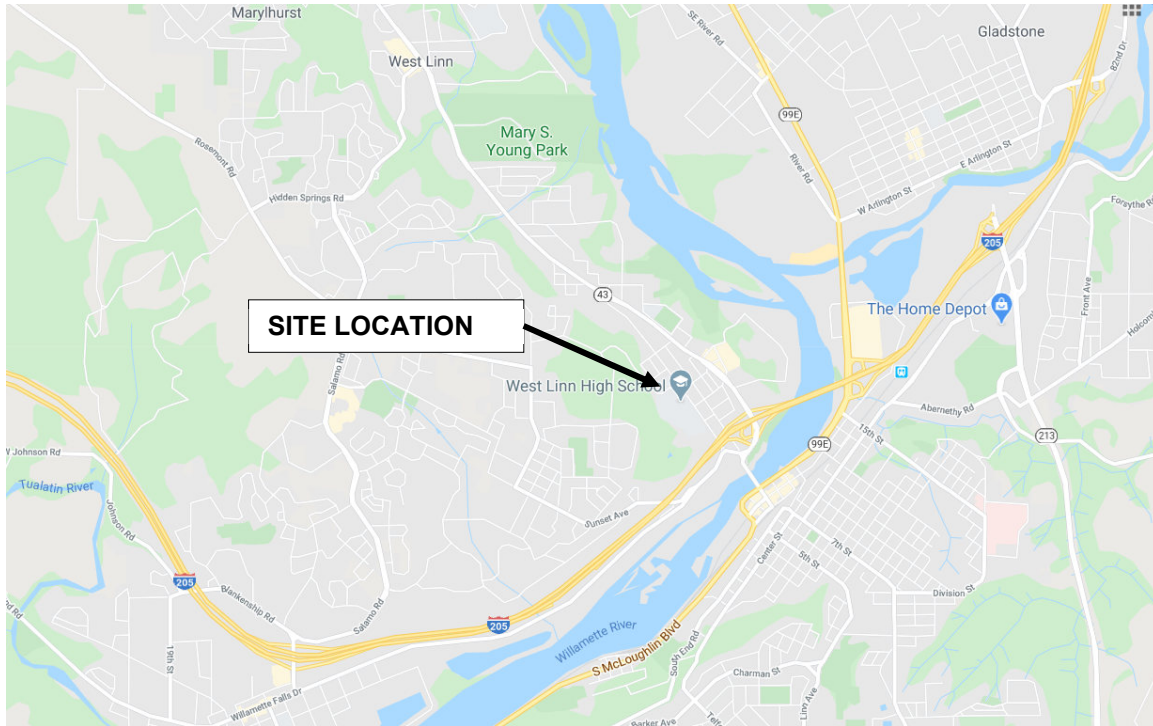 Marylhurst
West Linn
Gladstone
SE River Rd
82nd Dr
99E
Mary S.
Young Park
River Rd
E Arlington St
Rosemont Rd
W Arlington St
Hidden Springs Rd
Forsythe Rd
205
43
The Home Depot
Front Ave
Holcomb
SITE LOCATION
Salamo Rd
West Linn High School
Abernethy Rd
15th St
213
99E
W Johnson Rd
Tualatin River
Johnson Rd
Sunset Ave
Center St
7th St
5th St
Division St
205
Blankenship Rd
Salamo Rd
205
Willamette River
19th St
S McLoughlin Blvd
South End Rd
Charman St
Linn Ave
Willamette Falls Dr
Barker Ave